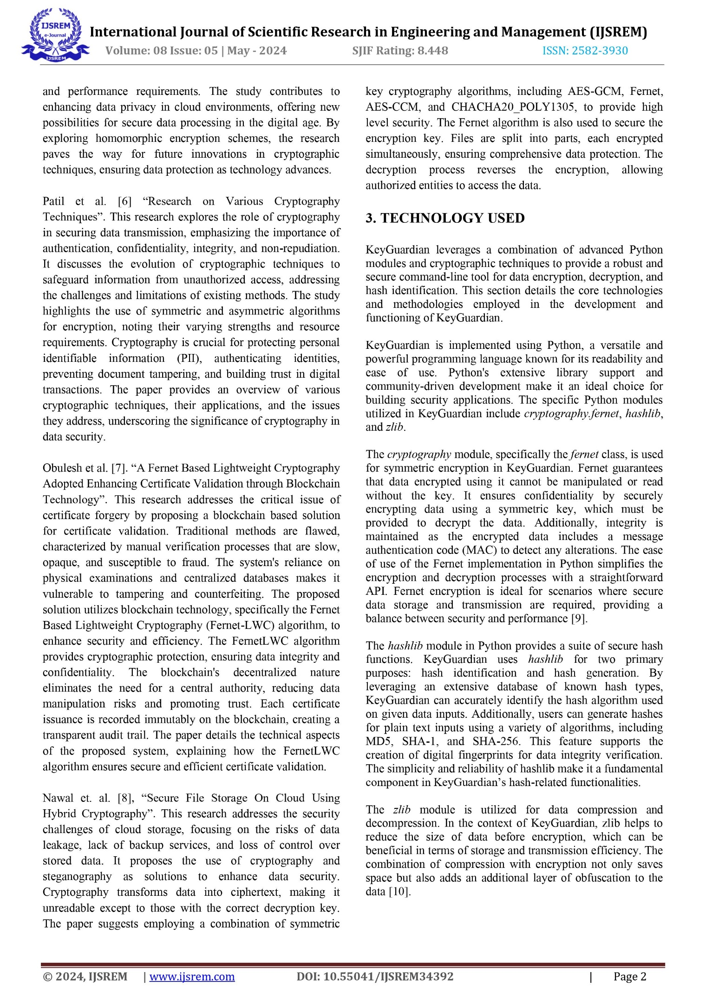 IJSREM
e-Journal
IJSREM
International Journal of Scientific Research in Engineering and Management (IJSREM)
Volume: 08 Issue: 05 | May - 2024 SJIF Rating: 8.448 ISSN: 2582-3930
and performance requirements. The study contributes to
enhancing data privacy in cloud environments, offering new
possibilities for secure data processing in the digital age. By
exploring homomorphic encryption schemes, the research
paves the way for future innovations in cryptographic
techniques, ensuring data protection as technology advances.
Patil et al. [6] “Research on Various Cryptography
Techniques”. This research explores the role of cryptography
in securing data transmission, emphasizing the importance of
authentication, confidentiality, integrity, and non-repudiation.
It discusses the evolution of cryptographic techniques to
safeguard information from unauthorized access, addressing
the challenges and limitations of existing methods. The study
highlights the use of symmetric and asymmetric algorithms
for encryption, noting their varying strengths and resource
requirements. Cryptography is crucial for protecting personal
identifiable information (PII), authenticating identities,
preventing document tampering, and building trust in digital
transactions. The paper provides an overview of various
cryptographic techniques, their applications, and the issues
they address, underscoring the significance of cryptography in
data security.
Obulesh et al. [7]. “A Fernet Based Lightweight Cryptography
Adopted Enhancing Certificate Validation through Blockchain
Technology”. This research addresses the critical issue of
certificate forgery by proposing a blockchain based solution
for certificate validation. Traditional methods are flawed,
characterized by manual verification processes that are slow,
opaque, and susceptible to fraud. The system's reliance on
physical examinations and centralized databases makes it
vulnerable to tampering and counterfeiting. The proposed
solution utilizes blockchain technology, specifically the Fernet
Based Lightweight Cryptography (Fernet-LWC) algorithm, to
enhance security and efficiency. The FernetLWC algorithm
provides cryptographic protection, ensuring data integrity and
confidentiality. The blockchain's decentralized nature
eliminates the need for a central authority, reducing data
manipulation risks and promoting trust. Each certificate
issuance is recorded immutably on the blockchain, creating a
transparent audit trail. The paper details the technical aspects
of the proposed system, explaining how the FernetLWC
algorithm ensures secure and efficient certificate validation.
Nawal et. al. [8], “Secure File Storage On Cloud Using
Hybrid Cryptography”. This research addresses the security
challenges of cloud storage, focusing on the risks of data
leakage, lack of backup services, and loss of control over
stored data. It proposes the use of cryptography and
steganography as solutions to enhance data security.
Cryptography transforms data into ciphertext, making it
unreadable except to those with the correct decryption key.
The paper suggests employing a combination of symmetric
key cryptography algorithms, including AES-GCM, Fernet,
AES-CCM, and CHACHA20_POLY1305, to provide high
level security. The Fernet algorithm is also used to secure the
encryption key. Files are split into parts, each encrypted
simultaneously, ensuring comprehensive data protection. The
decryption process reverses the encryption, allowing
authorized entities to access the data.
3. TECHNOLOGY USED
KeyGuardian leverages a combination of advanced Python
modules and cryptographic techniques to provide a robust and
secure command-line tool for data encryption, decryption, and
hash identification. This section details the core technologies
and methodologies employed in the development and
functioning of KeyGuardian.
KeyGuardian is implemented using Python, a versatile and
powerful programming language known for its readability and
ease of use. Python's extensive library support and
community-driven development make it an ideal choice for
building security applications. The specific Python modules
utilized in KeyGuardian include cryptography.fernet, hashlib,
and zlib.
The cryptography module, specifically the fernet class, is used
for symmetric encryption in KeyGuardian. Fernet guarantees
that data encrypted using it cannot be manipulated or read
without the key. It ensures confidentiality by securely
encrypting data using a symmetric key, which must be
provided to decrypt the data. Additionally, integrity is
maintained as the encrypted data includes a message
authentication code (MAC) to detect any alterations. The ease
of use of the Fernet implementation in Python simplifies the
encryption and decryption processes with a straightforward
API. Fernet encryption is ideal for scenarios where secure
data storage and transmission are required, providing a
balance between security and performance [9].
The hashlib module in Python provides a suite of secure hash
functions. KeyGuardian uses hashlib for two primary
purposes: hash identification and hash generation. By
leveraging an extensive database of known hash types,
KeyGuardian can accurately identify the hash algorithm used
on given data inputs. Additionally, users can generate hashes
for plain text inputs using a variety of algorithms, including
MD5, SHA-1, and SHA-256. This feature supports the
creation of digital fingerprints for data integrity verification.
The simplicity and reliability of hashlib make it a fundamental
component in KeyGuardian’s hash-related functionalities.
The zlib module is utilized for data compression and
decompression. In the context of KeyGuardian, zlib helps to
reduce the size of data before encryption, which can be
beneficial in terms of storage and transmission efficiency. The
combination of compression with encryption not only saves
space but also adds an additional layer of obfuscation to the
data [10].
© 2024, IJSREM | www.ijsrem.com DOI: 10.55041/IJSREM34392 | Page 2